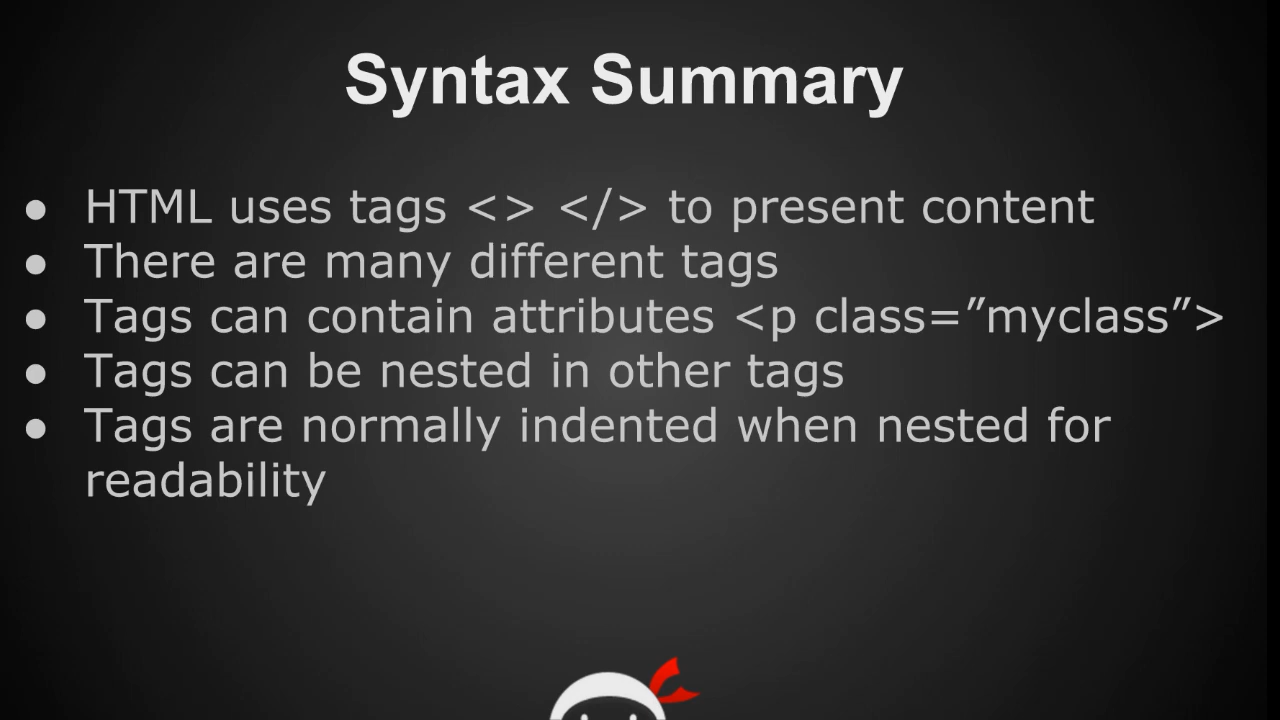 Syntax Summary
● HTML uses tags <> </> to present content
● There are many different tags
● Tags can contain attributes <p class=”myclass”>
● Tags can be nested in other tags
● Tags are normally indented when nested for
readability